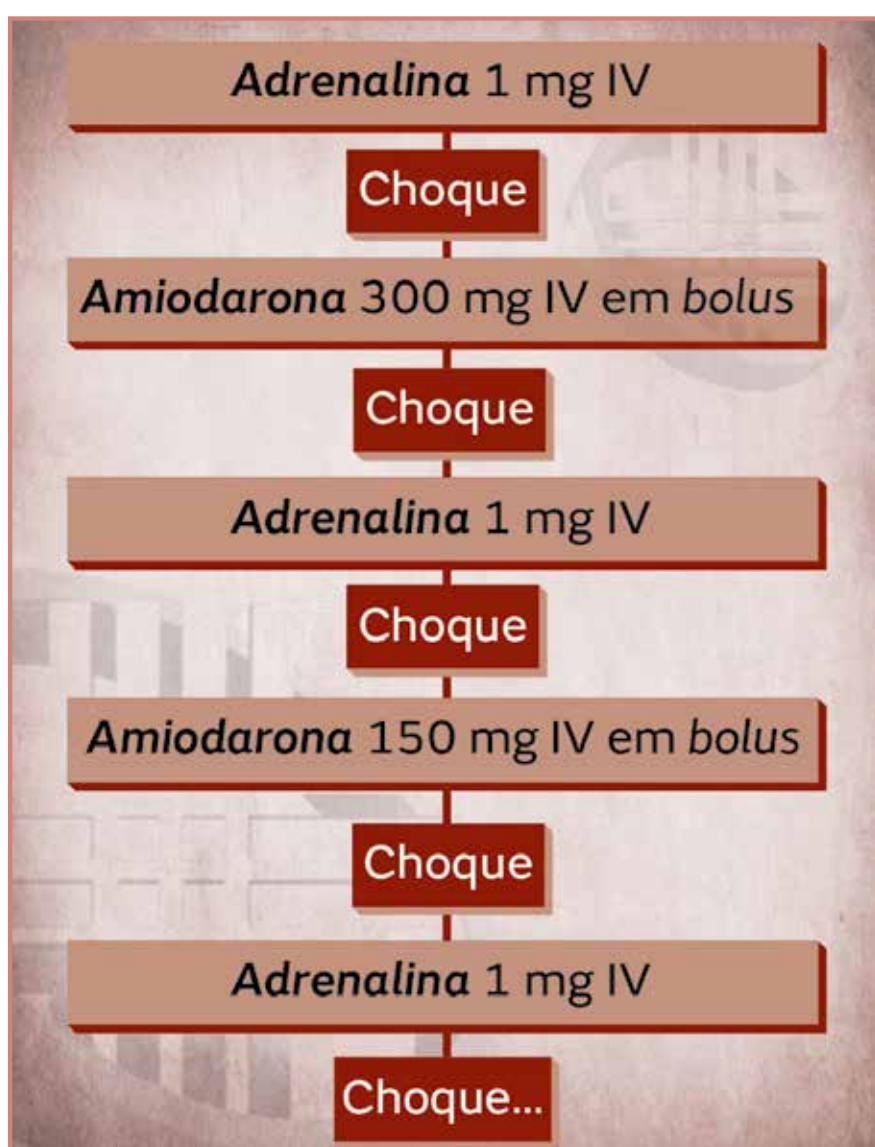 Adrenalina 1 mg IV
Choque
Amiodarona 300 mg IV em bolus
Choque
Adrenalina 1 mg IV
Choque
Amiodarona 150 mg IV em bolus
Choque
Adrenalina 1 mg IV
Choque...